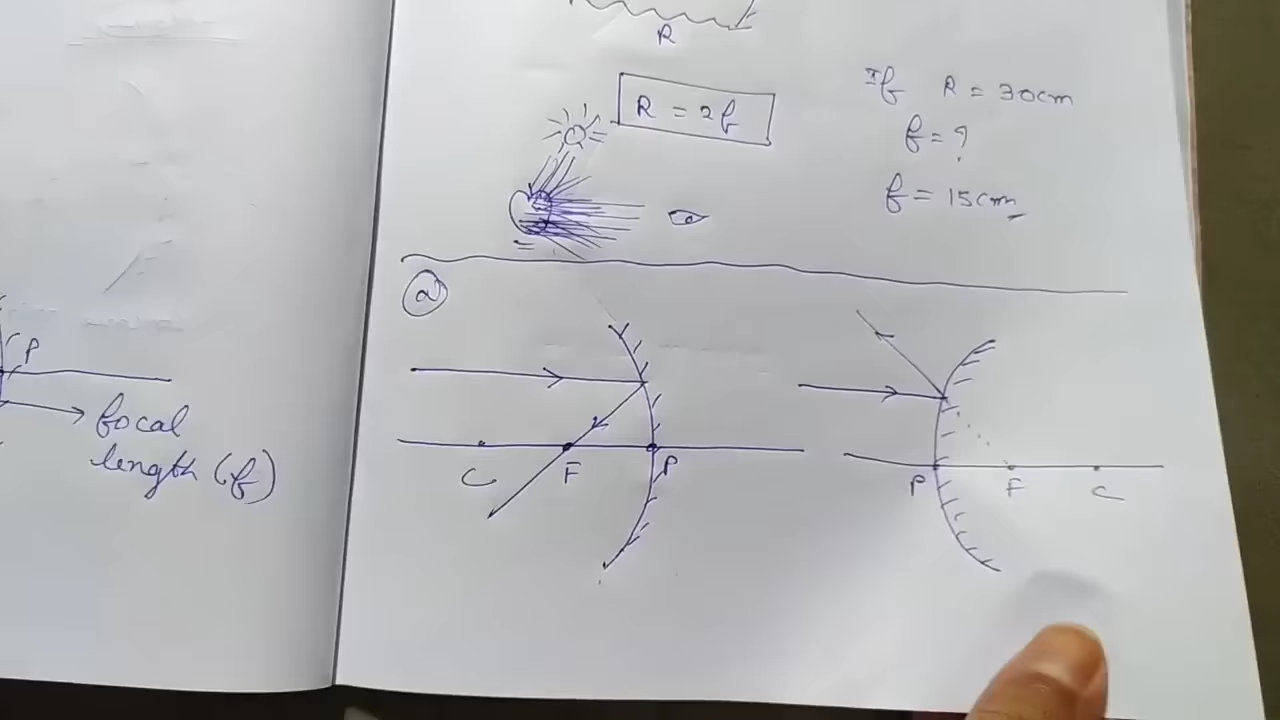 R
R = 2f
If R = 30cm
f = ?
f = 15cm
P
focal
length (f)
a
C F P
P F C